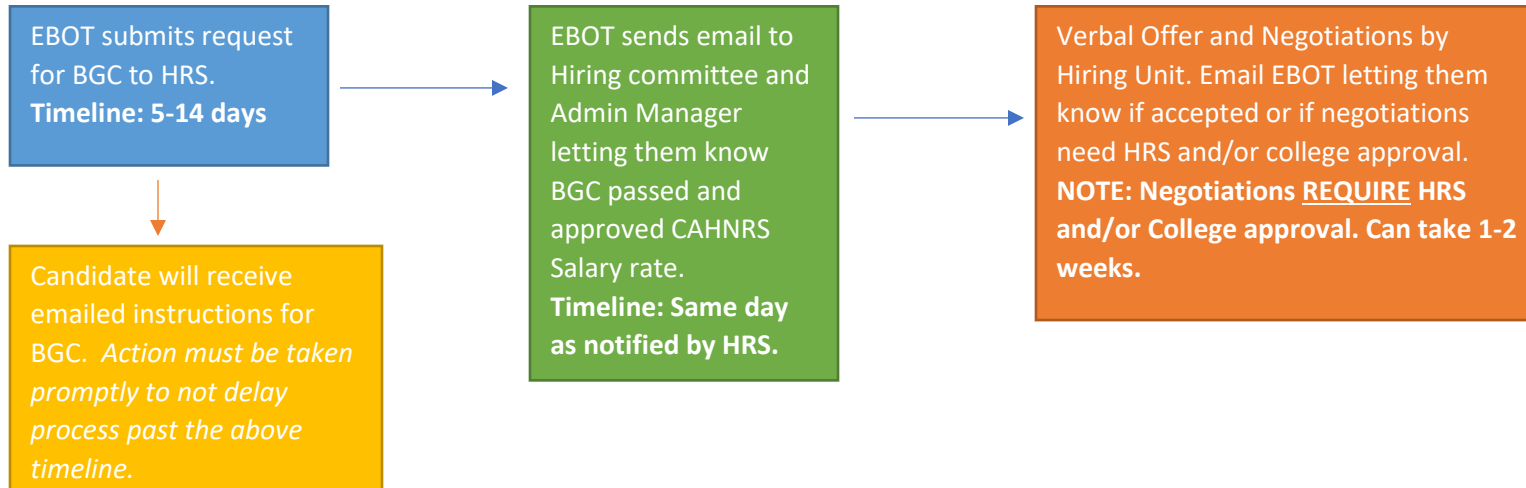 EBOT submits request
for BGC to HRS.
Timeline: 5-14 days
Candidate will receive
emailed instructions for
BGC.  Action must be taken
promptly to not delay
process past the above
timeline.
EBOT sends email to
Hiring committee and
Admin Manager
letting them know
BGC passed and
approved CAHNRS
Salary rate.
Timeline: Same day
as notified by HRS.
Verbal Offer and Negotiations by
Hiring Unit. Email EBOT letting them
know if accepted or if negotiations
need HRS and/or college approval.
NOTE: Negotiations REQUIRE HRS
and/or College approval. Can take 1-2
weeks.